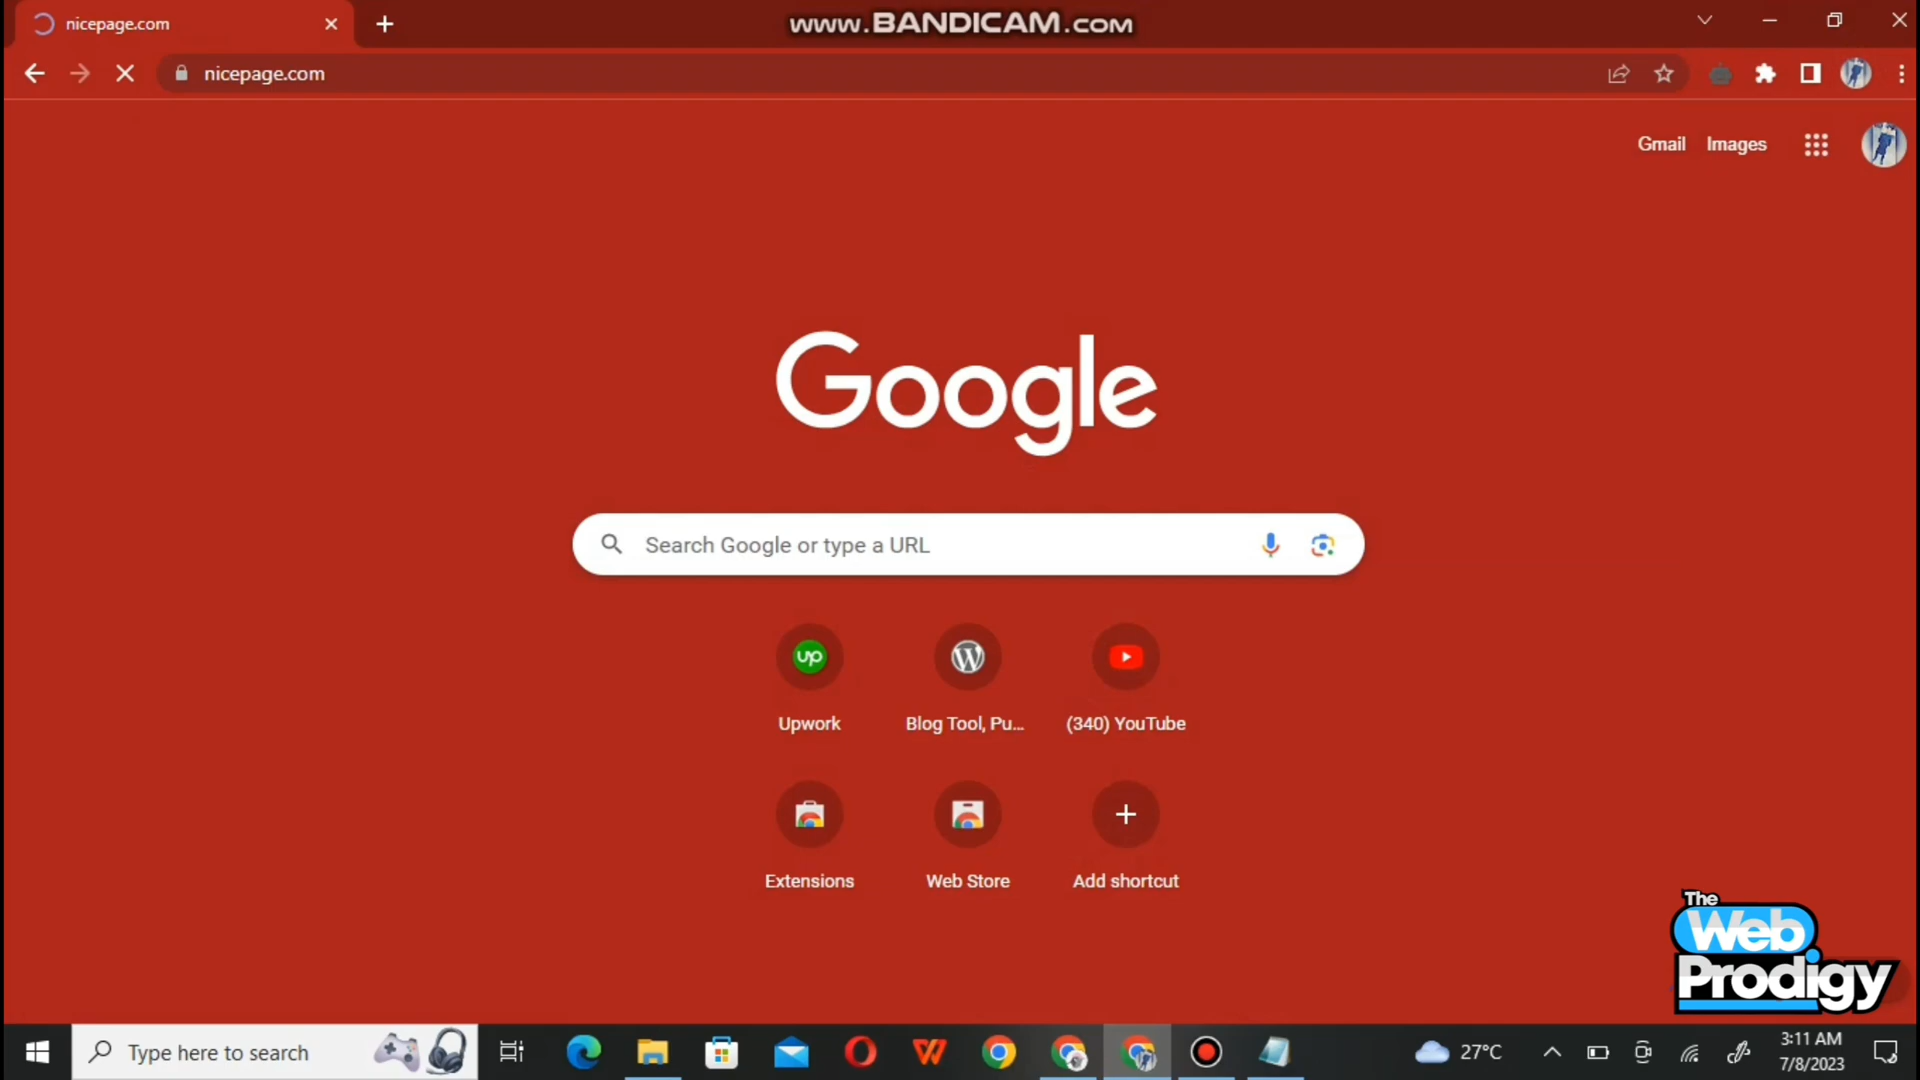 nicepage.com
www.BANDICAM.com
nicepage.com
Gmail Images
Google
Search Google or type a URL
up
Upwork
Blog Tool, Pu...
(340) YouTube
Extensions
Web Store
Add shortcut
The
Web
Prodigy
Type here to search
27°C
3:11 AM
7/8/2023